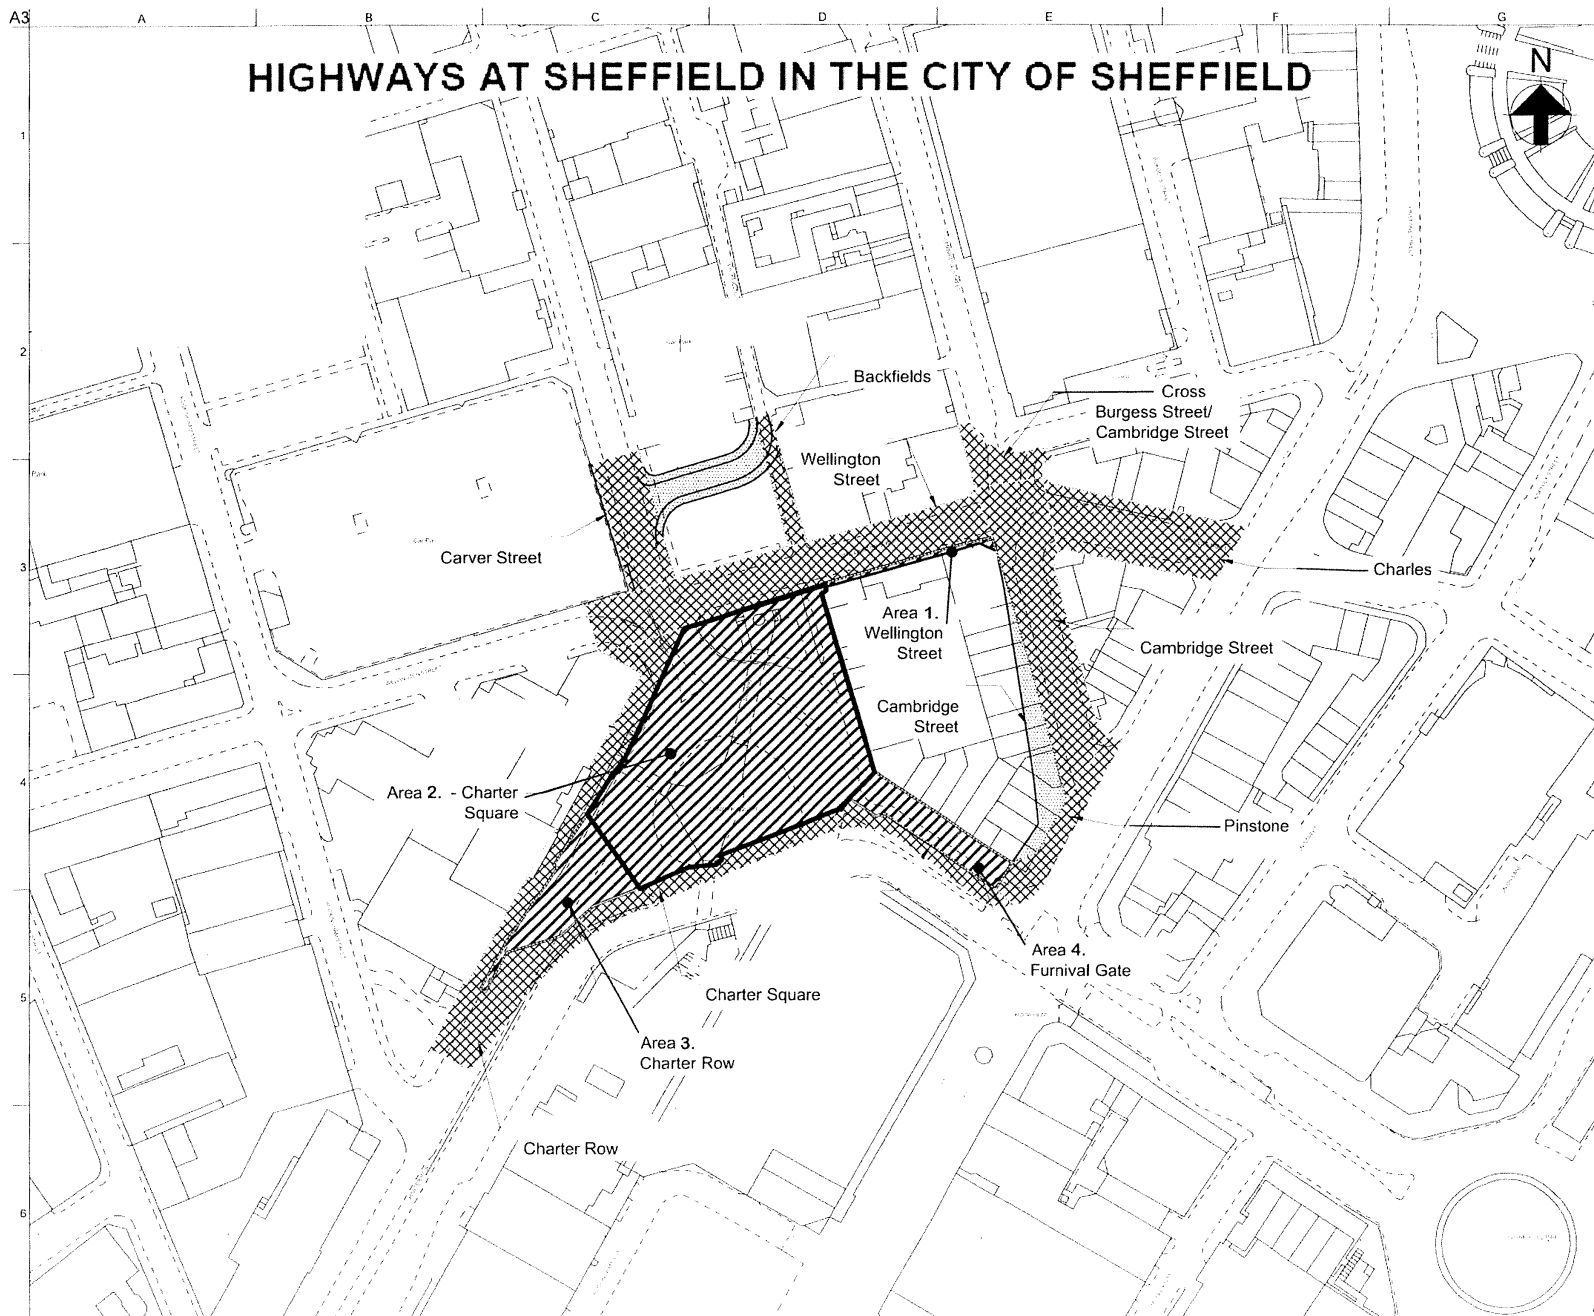 A3
A
B
C
D
E
F
G
HIGHWAYS AT SHEFFIELD IN THE CITY OF SHEFFIELD
N
1
2
Backfields
Cross
Burgess Street/
Cambridge Street
Wellington
Street
Carver Street
3
Charles
Area 1.
Wellington
Street
Cambridge Street
Cambridge
Street
4
Area 2. - Charter
Square
Pinstone
Area 4.
Furnival Gate
5
Charter Square
Area 3.
Charter Row
Charter Row
6